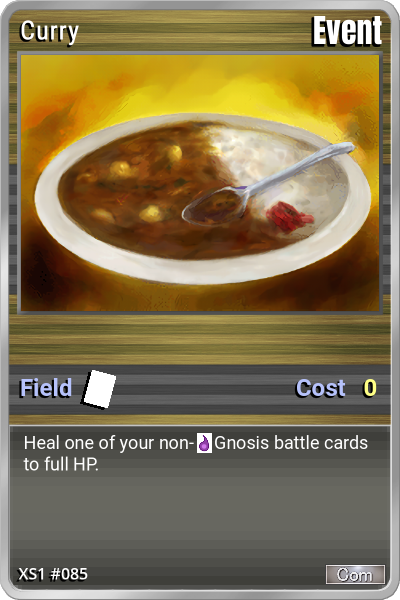 Curry
Event
Field
Cost 0
Heal one of your non- Gnosis battle cards
to full HP.
XS1 #085
Com